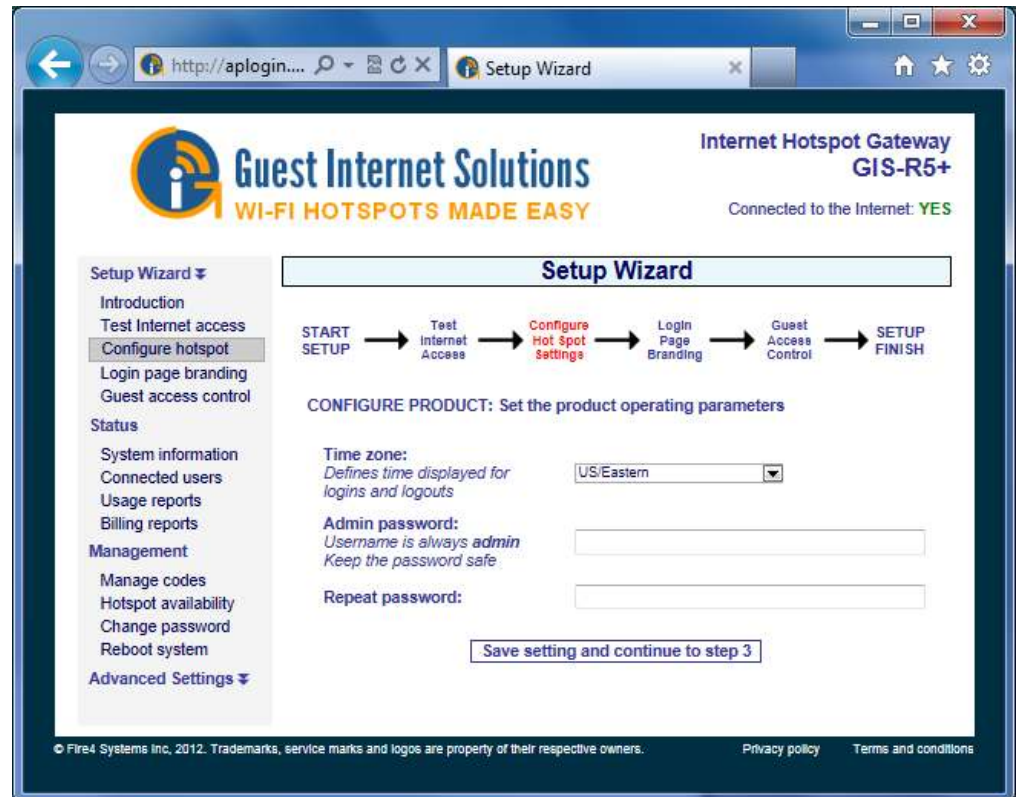 http://aplogin....
Setup Wizard
Guest Internet Solutions
WI-FI HOTSPOTS MADE EASY
Internet Hotspot Gateway
GIS-R5+
Connected to the Internet: YES
Setup Wizard
Introduction
Test Internet access
Configure hotspot
Login page branding
Guest access control
Status
System information
Connected users
Usage reports
Billing reports
Management
Manage codes
Hotspot availability
Change password
Reboot system
Advanced Settings
Setup Wizard
START
SETUP
Test
Internet
Access
Configure
Hot Spot
Settings
Login
Page
Branding
Guest
Access
Control
SETUP
FINISH
CONFIGURE PRODUCT: Set the product operating parameters
Time zone:
Defines time displayed for
logins and logouts
US/Eastern
Admin password:
Username is always admin
Keep the password safe
Repeat password:
Save setting and continue to step 3
© Fire4 Systems Inc, 2012. Trademarks, service marks and logos are property of their respective owners.
Privacy policy
Terms and conditions